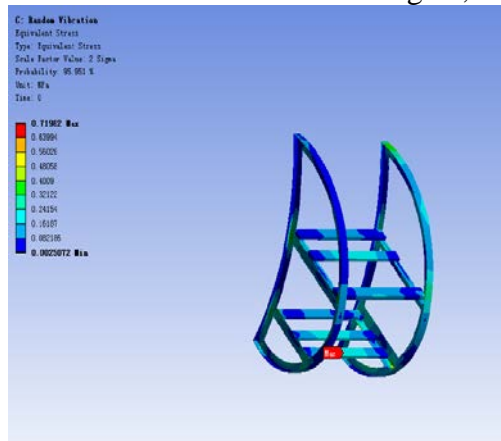 C: Random Vibration
Equivalent Stress
Type: Equivalent Stress
Scale Factor Value: 2 Sigma
Probability: 95.951 %
Unit: MPa
Time: 0
0.71982 Max
0.63994
0.56026
0.48058
0.4009
0.32122
0.24154
0.16187
0.082186
0.0025072 Min
Max